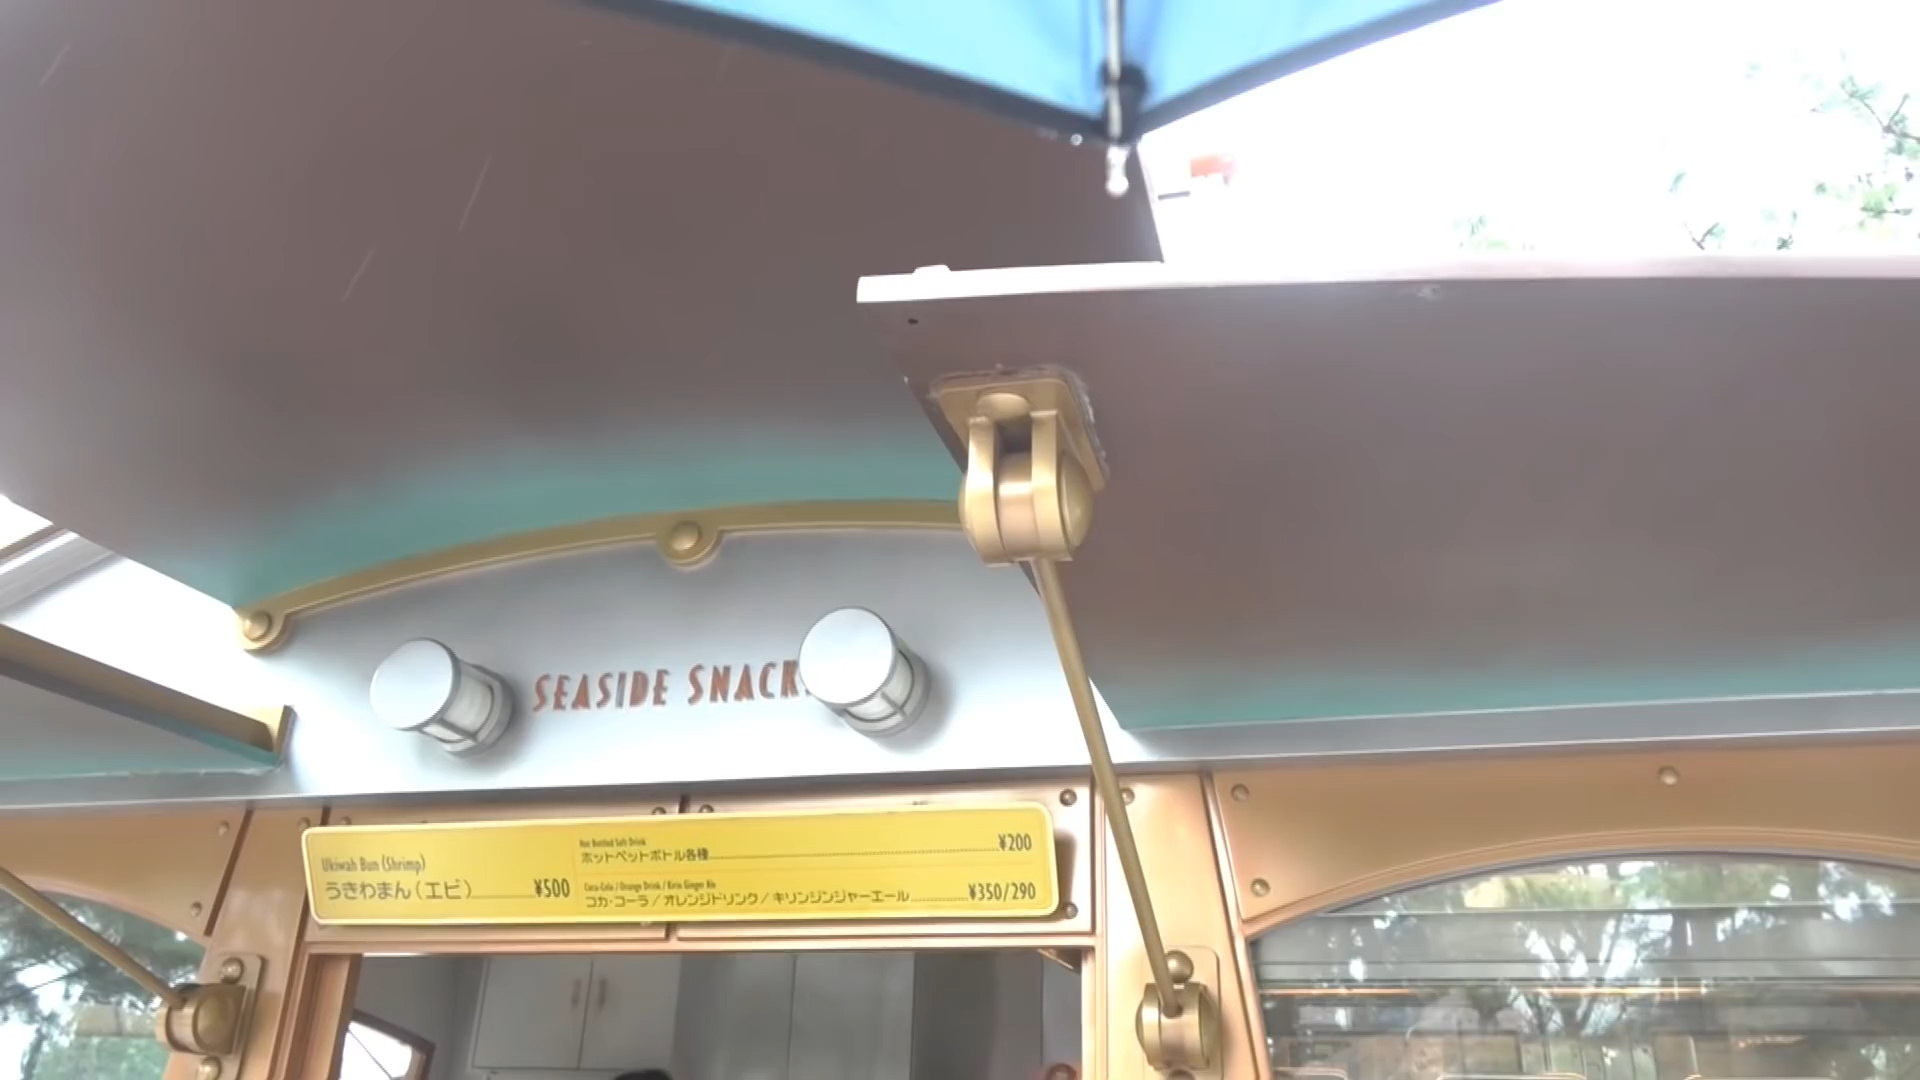 SEASIDE SNACK
Ukiwah Bun (Shrimp)
うきわまん(エビ) ¥500
Hot Bottled Soft Drink
ホットペットボトル各種 ¥200
Coca-Cola / Orange Drink / Kirin Ginger Ale
コカ·コーラ / オレンジドリンク / キリンジンジャーエール ¥350/290